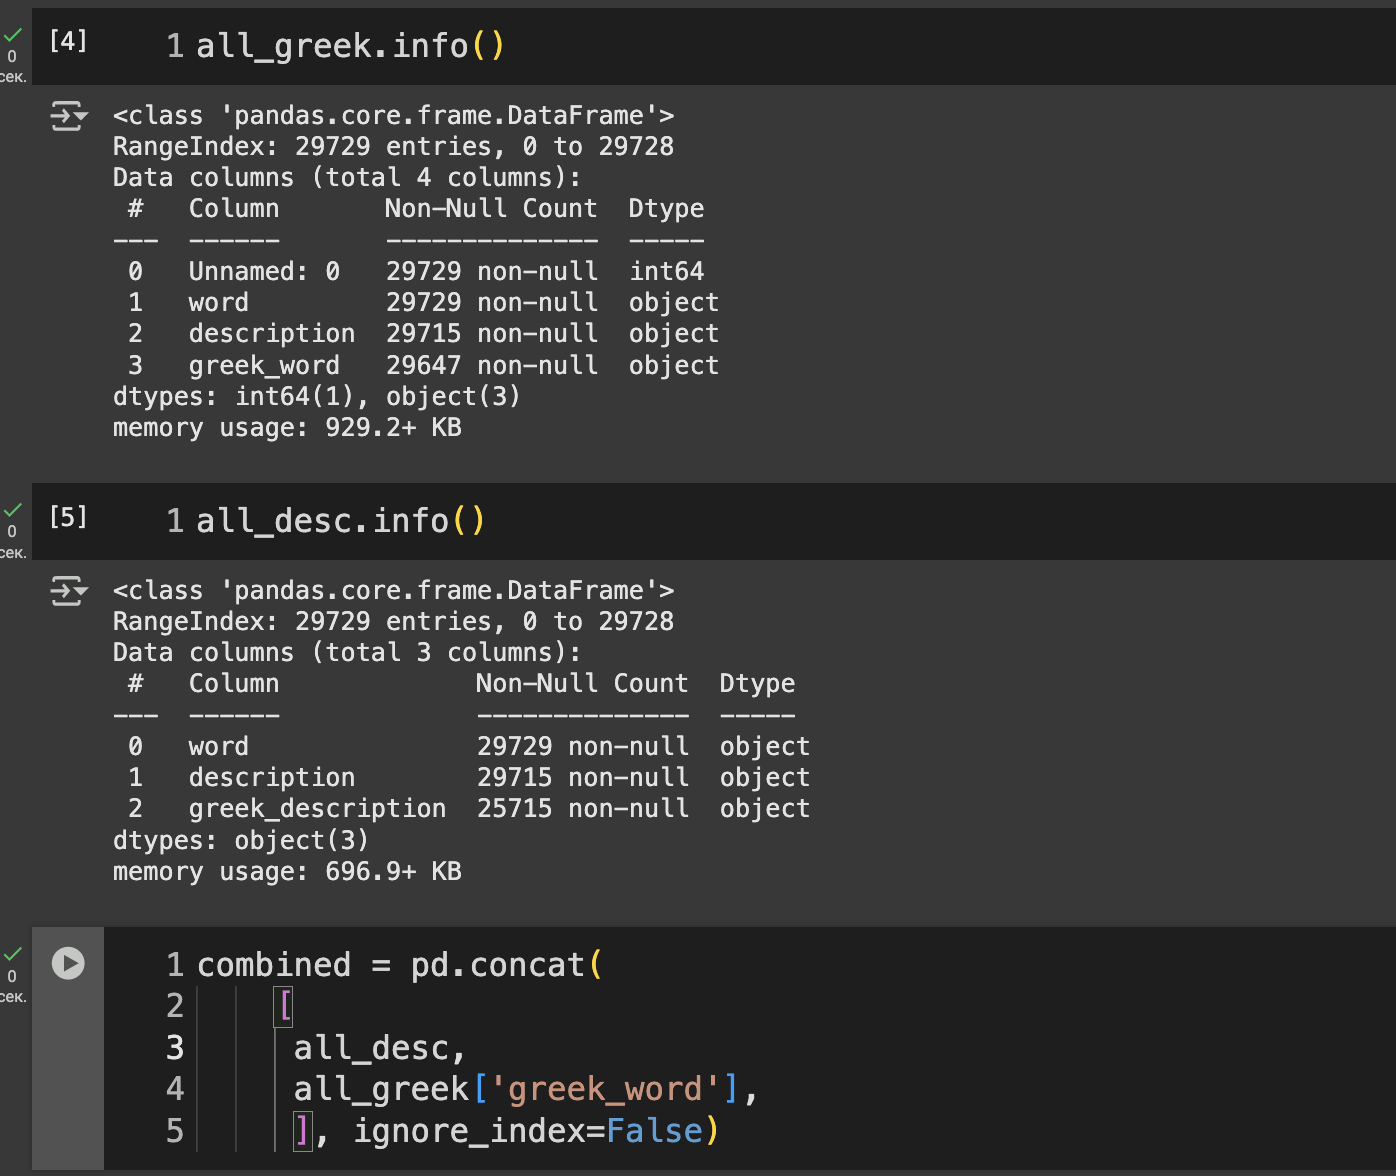 [4] 1 all_greek.info()
0
сек.
<class 'pandas.core.frame.DataFrame'>
RangeIndex: 29729 entries, 0 to 29728
Data columns (total 4 columns):
 #   Column       Non-Null Count  Dtype
---  ------       --------------  -----
 0   Unnamed: 0   29729 non-null  int64
 1   word         29729 non-null  object
 2   description  29715 non-null  object
 3   greek_word   29647 non-null  object
dtypes: int64(1), object(3)
memory usage: 929.2+ KB
[5] 1 all_desc.info()
0
сек.
<class 'pandas.core.frame.DataFrame'>
RangeIndex: 29729 entries, 0 to 29728
Data columns (total 3 columns):
 #   Column             Non-Null Count  Dtype
---  ------             --------------  -----
 0   word               29729 non-null  object
 1   description        29715 non-null  object
 2   greek_description  25715 non-null  object
dtypes: object(3)
memory usage: 696.9+ KB
0
сек.
1 combined = pd.concat(
2     [
3      all_desc,
4      all_greek['greek_word'],
5      ], ignore_index=False)